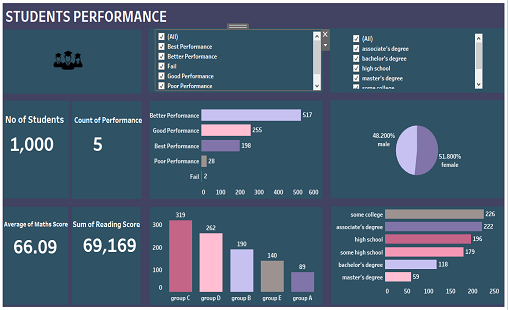 STUDENTS PERFORMANCE
(All)
Best Performance
Better Performance
Fail
Good Performance
Poor Performance
(All)
associate's degree
bachelor's degree
high school
master's degree
some college
No of Students
1,000
Count of Performance
5
Better Performance 517
Good Performance 255
Best Performance 198
Poor Performance 28
Fail 2
0 100 200 300 400 500 600
48.200%
male
51.800%
female
Average of Maths Score
66.09
Sum of Reading Score
69,169
300
200
100
0
319
262
190
140
89
group C group D group B group E group A
some college 226
associate's degree 222
high school 196
some high school 179
bachelor's degree 118
master's degree 59
0 50 100 150 200 250